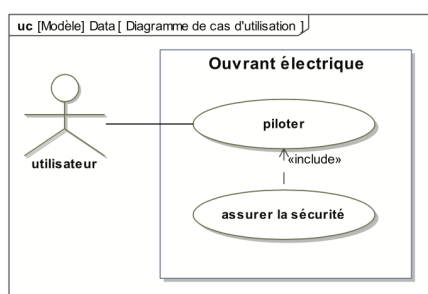 uc [Modèle] Data [ Diagramme de cas d'utilisation ]
Ouvrant électrique
piloter
«include»
utilisateur
assurer la sécurité